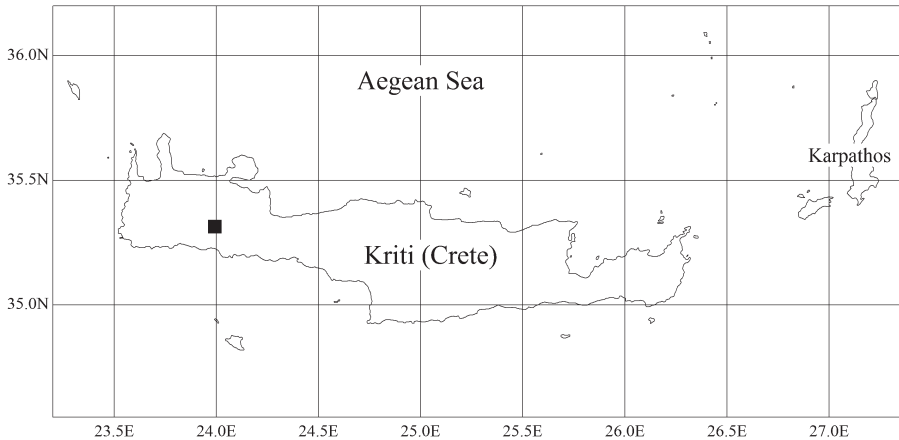 36.0N
Aegean Sea
Karpathos
35.5N
Kriti (Crete)
35.0N
23.5E 24.0E 24.5E 25.0E 25.5E 26.0E 26.5E 27.0E